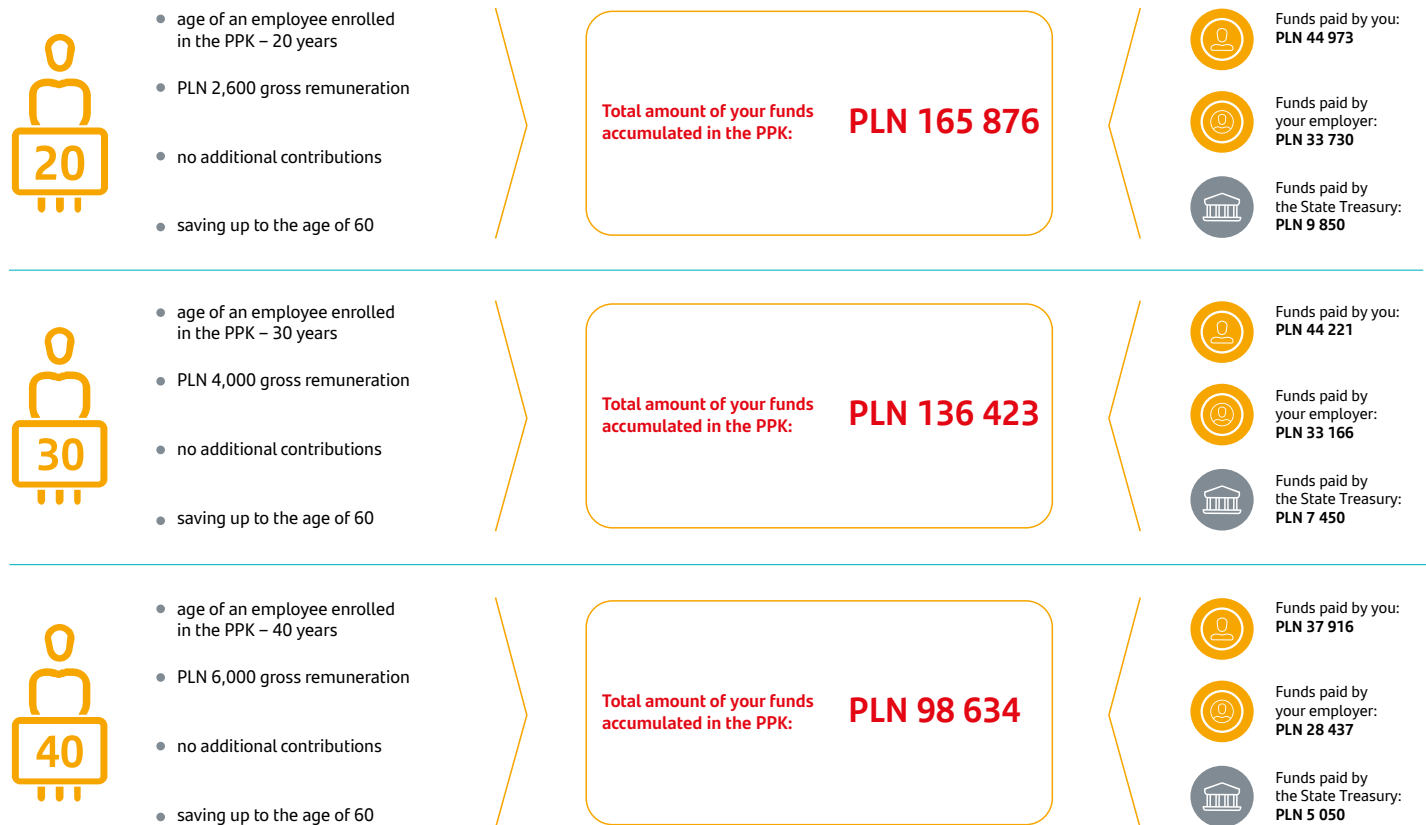 20
age of an employee enrolled
in the PPK – 20 years
PLN 2,600 gross remuneration
no additional contributions
saving up to the age of 60
Total amount of your funds
accumulated in the PPK:
PLN 165 876
Funds paid by you:
PLN 44 973
Funds paid by
your employer:
PLN 33 730
Funds paid by
the State Treasury:
PLN 9 850
30
age of an employee enrolled
in the PPK – 30 years
PLN 4,000 gross remuneration
no additional contributions
saving up to the age of 60
Total amount of your funds
accumulated in the PPK:
PLN 136 423
Funds paid by you:
PLN 44 221
Funds paid by
your employer:
PLN 33 166
Funds paid by
the State Treasury:
PLN 7 450
40
age of an employee enrolled
in the PPK – 40 years
PLN 6,000 gross remuneration
no additional contributions
saving up to the age of 60
Total amount of your funds
accumulated in the PPK:
PLN 98 634
Funds paid by you:
PLN 37 916
Funds paid by
your employer:
PLN 28 437
Funds paid by
the State Treasury:
PLN 5 050